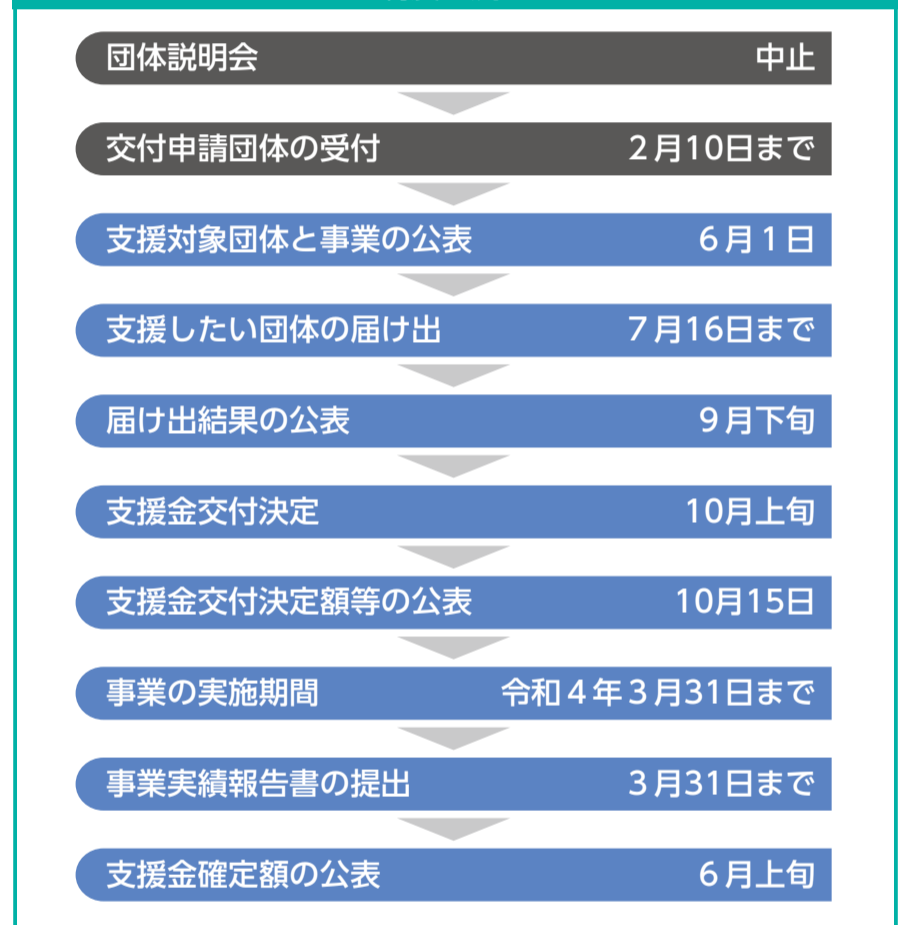 団体説明会 中止
交付申請団体の受付 2月10日まで
支援対象団体と事業の公表 6月1日
支援したい団体の届け出 7月16日まで
届け出結果の公表 9月下旬
支援金交付決定 10月上旬
支援金交付決定額等の公表 10月15日
事業の実施期間 令和4年3月31日まで
事業実績報告書の提出 3月31日まで
支援金確定額の公表 6月上旬